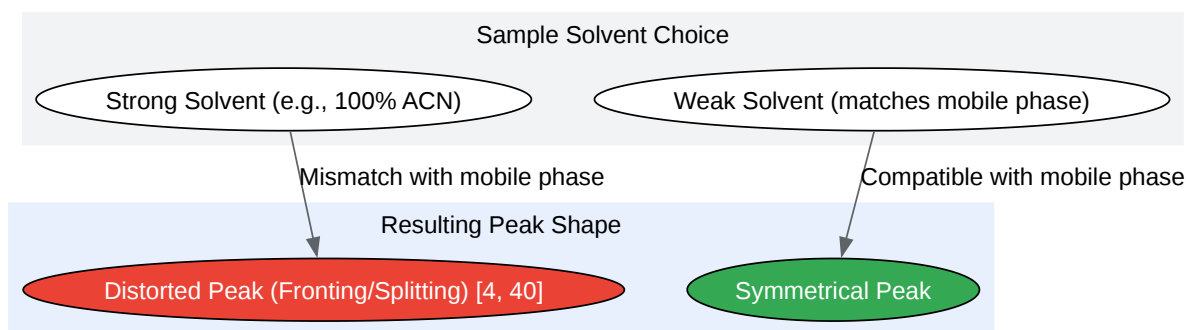 Sample Solvent Choice
Strong Solvent (e.g., 100% ACN)
Weak Solvent (matches mobile phase)
Mismatch with mobile phase
Compatible with mobile phase
Resulting Peak Shape
Distorted Peak (Fronting/Splitting) [4, 40]
Symmetrical Peak